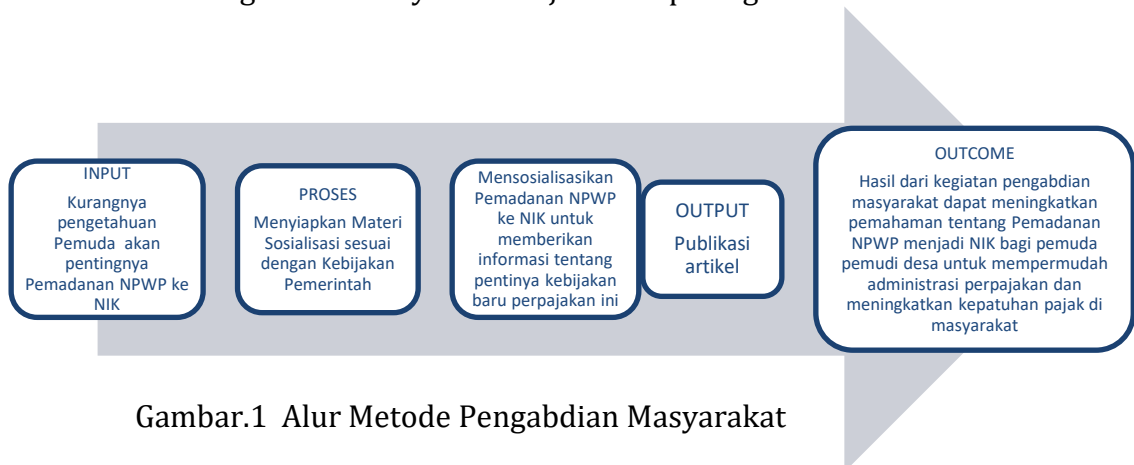 INPUT
Kurangnya
pengetahuan
Pemuda akan
pentingnya
Pemadanan NPWP ke
NIK
PROSES
Menyiapkan Materi
Sosialisasi sesuai
dengan Kebijakan
Pemerintah
Mensosialisasikan
Pemadanan NPWP
ke NIK untuk
memberikan
informasi tentang
pentinya kebijakan
baru perpajakan ini
OUTPUT
Publikasi
artikel
OUTCOME
Hasil dari kegiatan pengabdian
masyarakat dapat meningkatkan
pemahaman tentang Pemadanan
NPWP menjadi NIK bagi pemuda
pemudi desa untuk mempermudah
administrasi perpajakan dan
meningkatkan kepatuhan pajak di
masyarakat
Gambar.1 Alur Metode Pengabdian Masyarakat